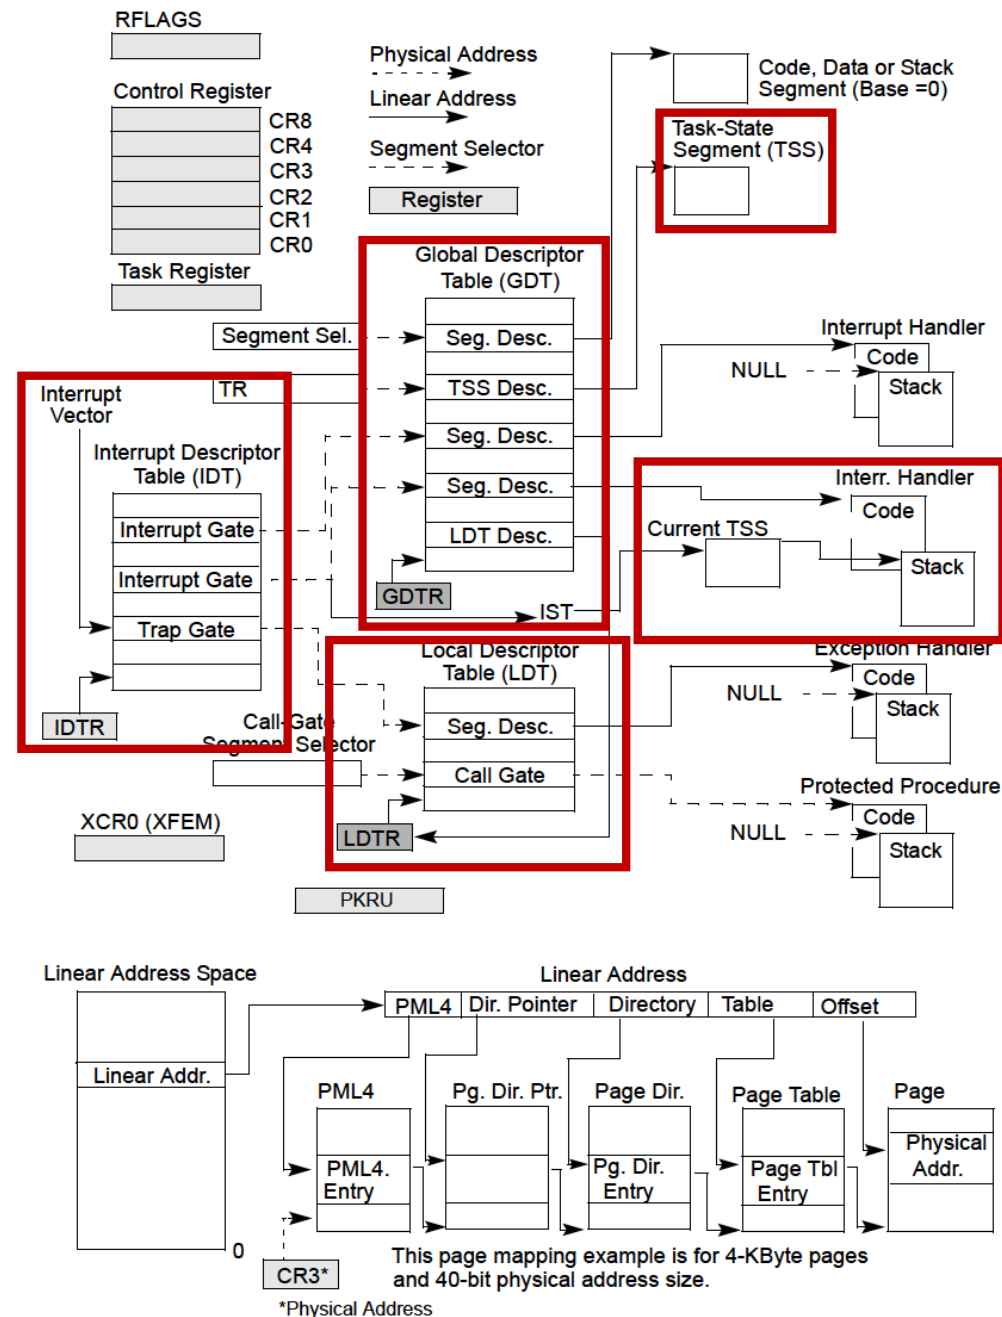 RFLAGS
Control Register
CR8
CR4
CR3
CR2
CR1
CR0
Task Register
Physical Address
Linear Address
Segment Selector
Register
Code, Data or Stack
Segment (Base =0)
Task-State
Segment (TSS)
Global Descriptor
Table (GDT)
Segment Sel.
Seg. Desc.
TR
TSS Desc.
Seg. Desc.
Seg. Desc.
LDT Desc.
GDTR
IST
Interrupt
Vector
Interrupt Descriptor
Table (IDT)
Interrupt Gate
Interrupt Gate
Trap Gate
IDTR
Interrupt Handler
Code
NULL
Stack
Interr. Handler
Code
Current TSS
Stack
Local Descriptor
Table (LDT)
Seg. Desc.
Call Gate
LDTR
Call-Gate
Segment Selector
Exception Handler
Code
NULL
Stack
Protected Procedure
Code
NULL
Stack
XCR0 (XFEM)
PKRU
Linear Address Space
Linear Addr.
0
Linear Address
PML4 Dir. Pointer Directory Table Offset
PML4
Pg. Dir. Ptr.
Page Dir.
Page Table
Page
PML4.
Entry
Pg. Dir.
Entry
Page Tbl
Entry
Physical
Addr.
CR3*
*Physical Address
This page mapping example is for 4-KByte pages
and 40-bit physical address size.